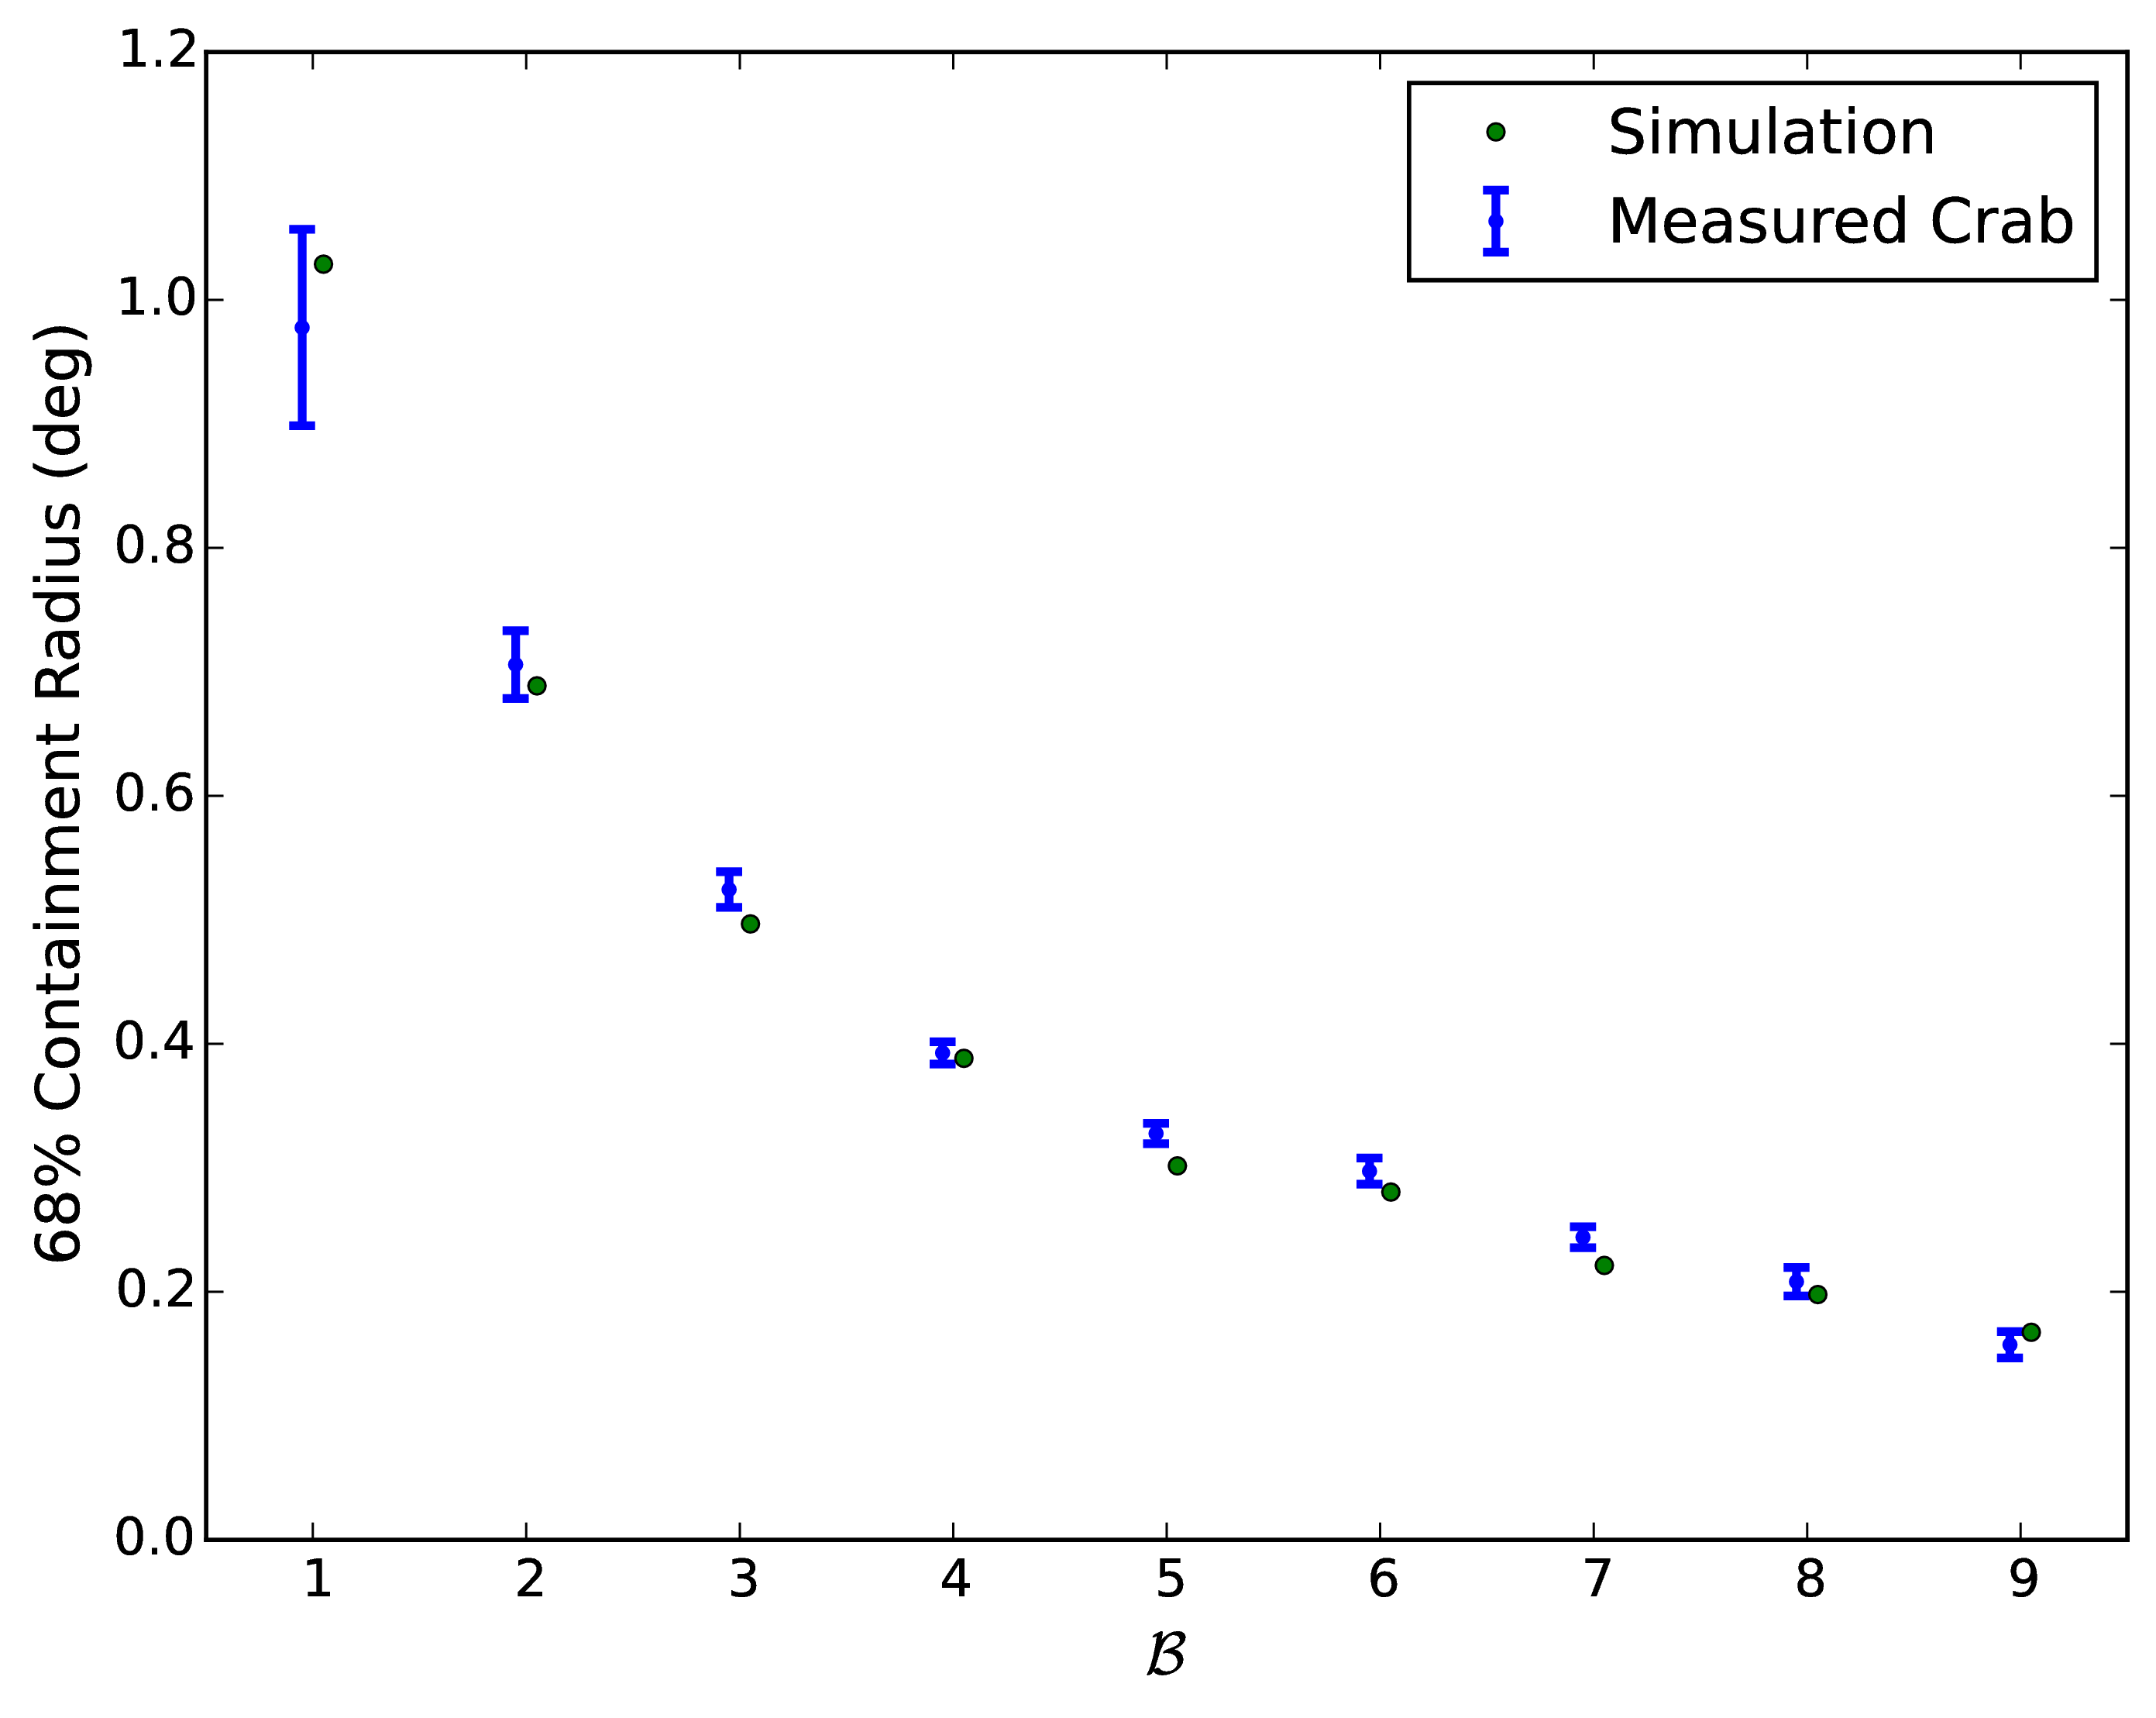 1.2
1.0
0.8
0.6
0.4
0.2
0.0
68% Containment Radius (deg)
Simulation
Measured Crab
1 2 3 4 5 6 7 8 9
ℬ